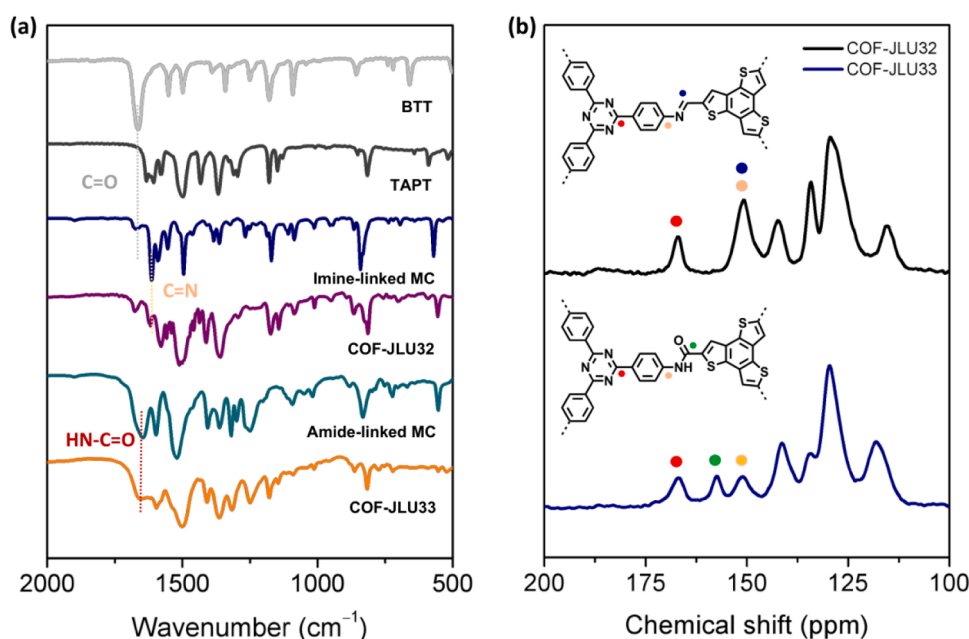 (a)
BTT
C=O
TAPT
Imine-linked MC
C=N
COF-JLU32
Amide-linked MC
HN-C=O
COF-JLU33
2000 1500 1000 500
Wavenumber (cm⁻¹)
(b)
COF-JLU32
COF-JLU33
N N N N S S S
O N N N NH S S S
200 175 150 125 100
Chemical shift (ppm)